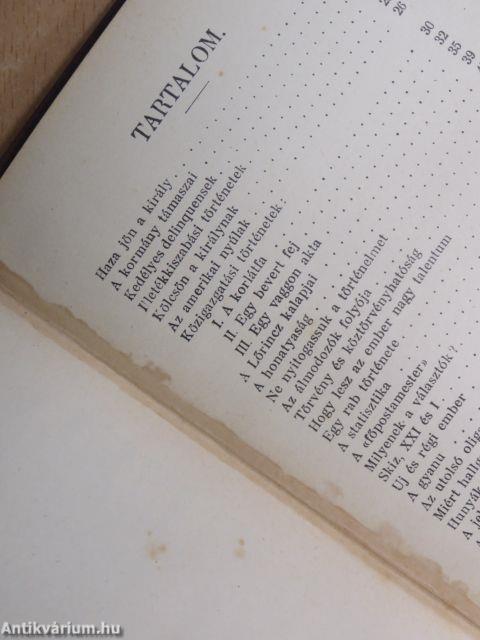 TARTALOM.
Haza jön a király
A kormány támaszai
Kedélyes delinquensek
Illetékkiszabási történetek
Kölcsön a királynak
Az amerikai nyúlak
Közigazgatási történetek:
I. A korlátfa
II. Egy bevert fej
III. Egy vaggon akta
A Lőrincz kalapjai
A honatyaság
Ne nyitogassuk a történelmet
Az álmodozók folyója
Törvény és köztörvényhatóság
Hogy lesz az ember nagy talentum
Egy rab története
A statisztika
A «főpostamester»
Milyenek a választók?
Skiz, XXI és I
Uj és régi ember
A gyanu
Az utolsó
Miért
26
30
32
35
39
Antikvárium.hu